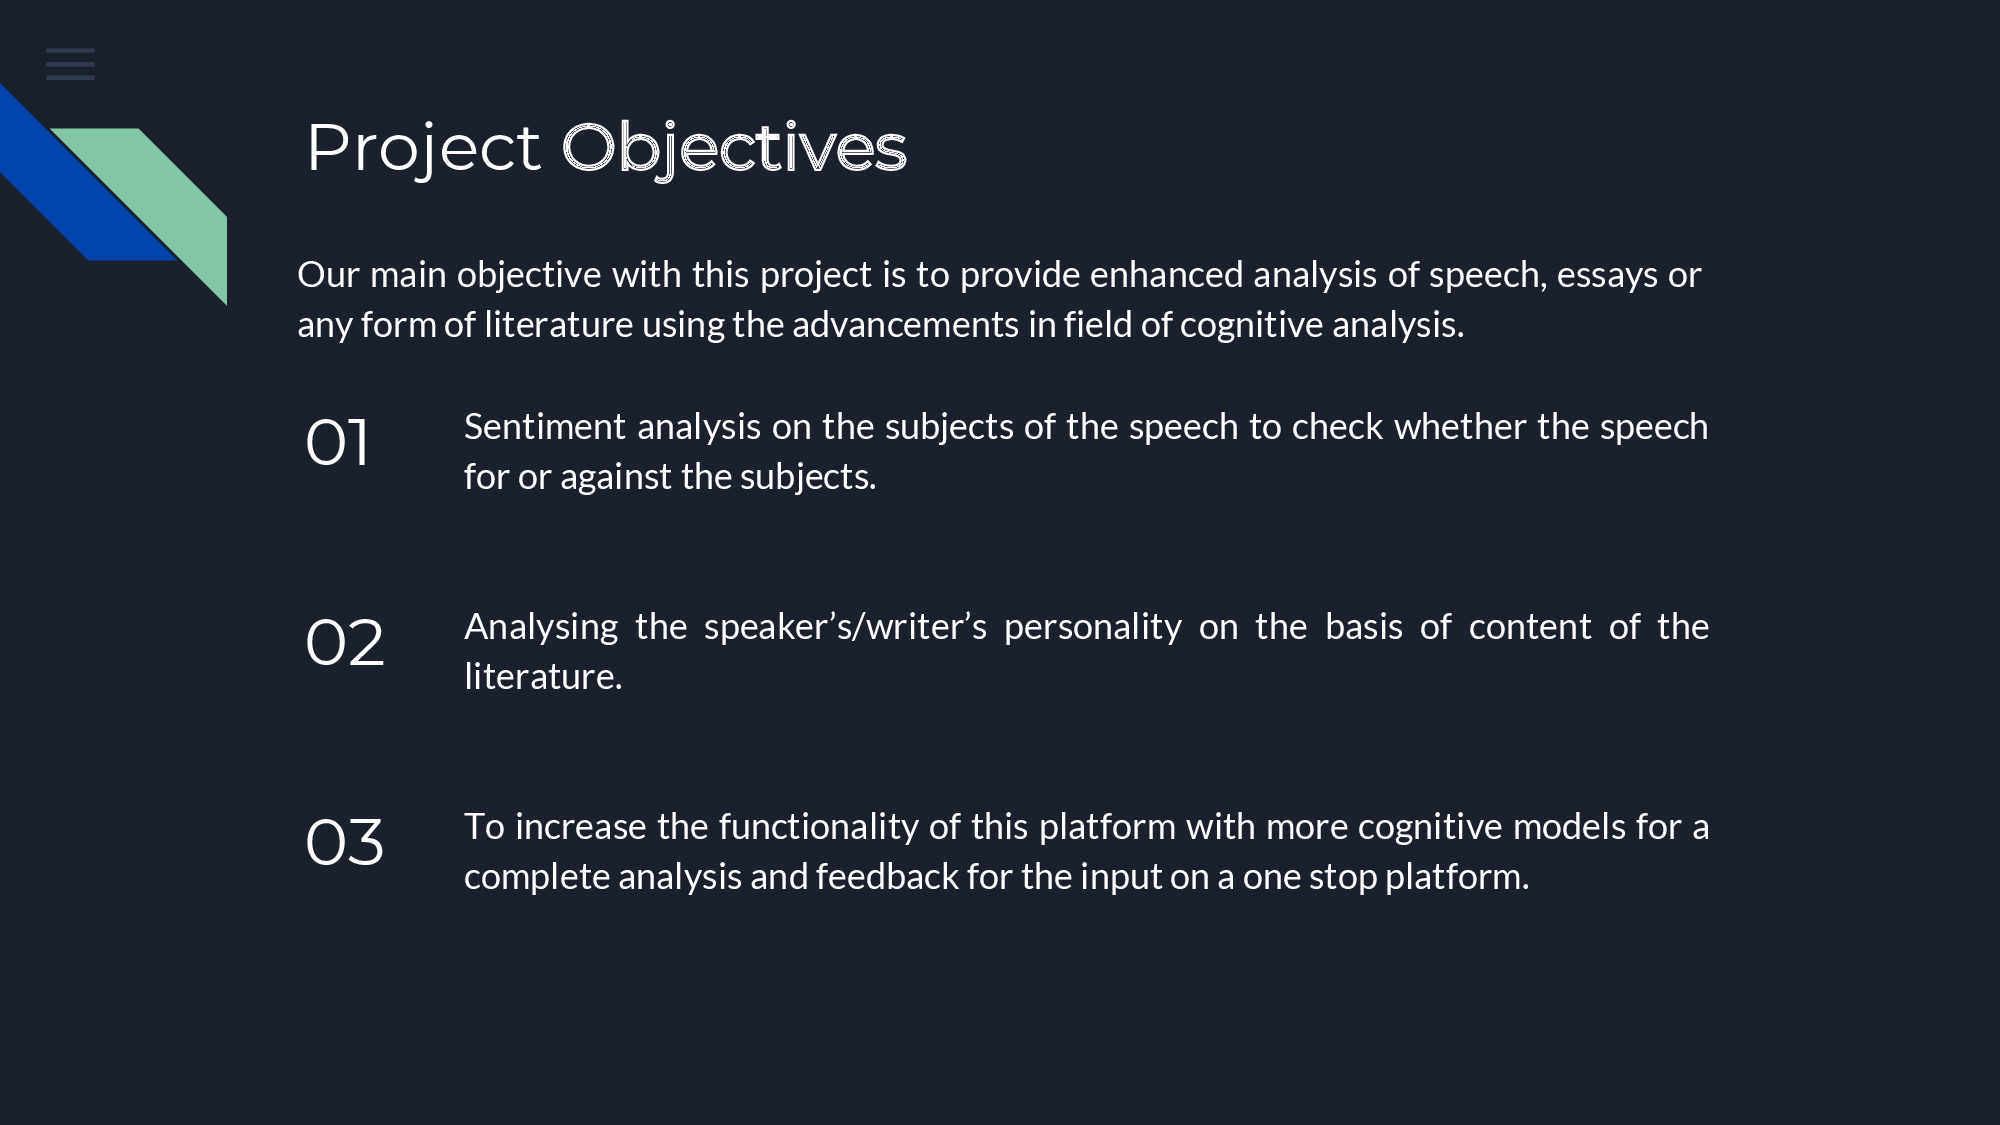 Project Objectives
Our main objective with this project is to provide enhanced analysis of speech, essays or
any form of literature using the advancements in field of cognitive analysis.
01
Sentiment analysis on the subjects of the speech to check whether the speech
for or against the subjects.
02
Analysing the speaker’s/writer’s personality on the basis of content of the
literature.
03
To increase the functionality of this platform with more cognitive models for a
complete analysis and feedback for the input on a one stop platform.